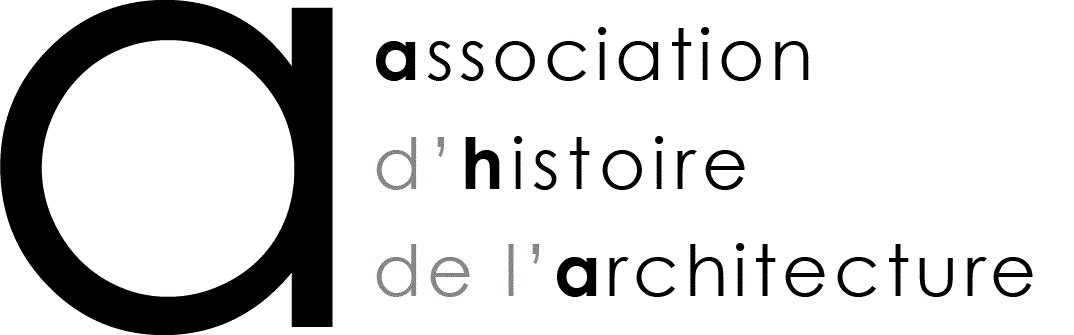 a
association
d’histoire
de l’architecture